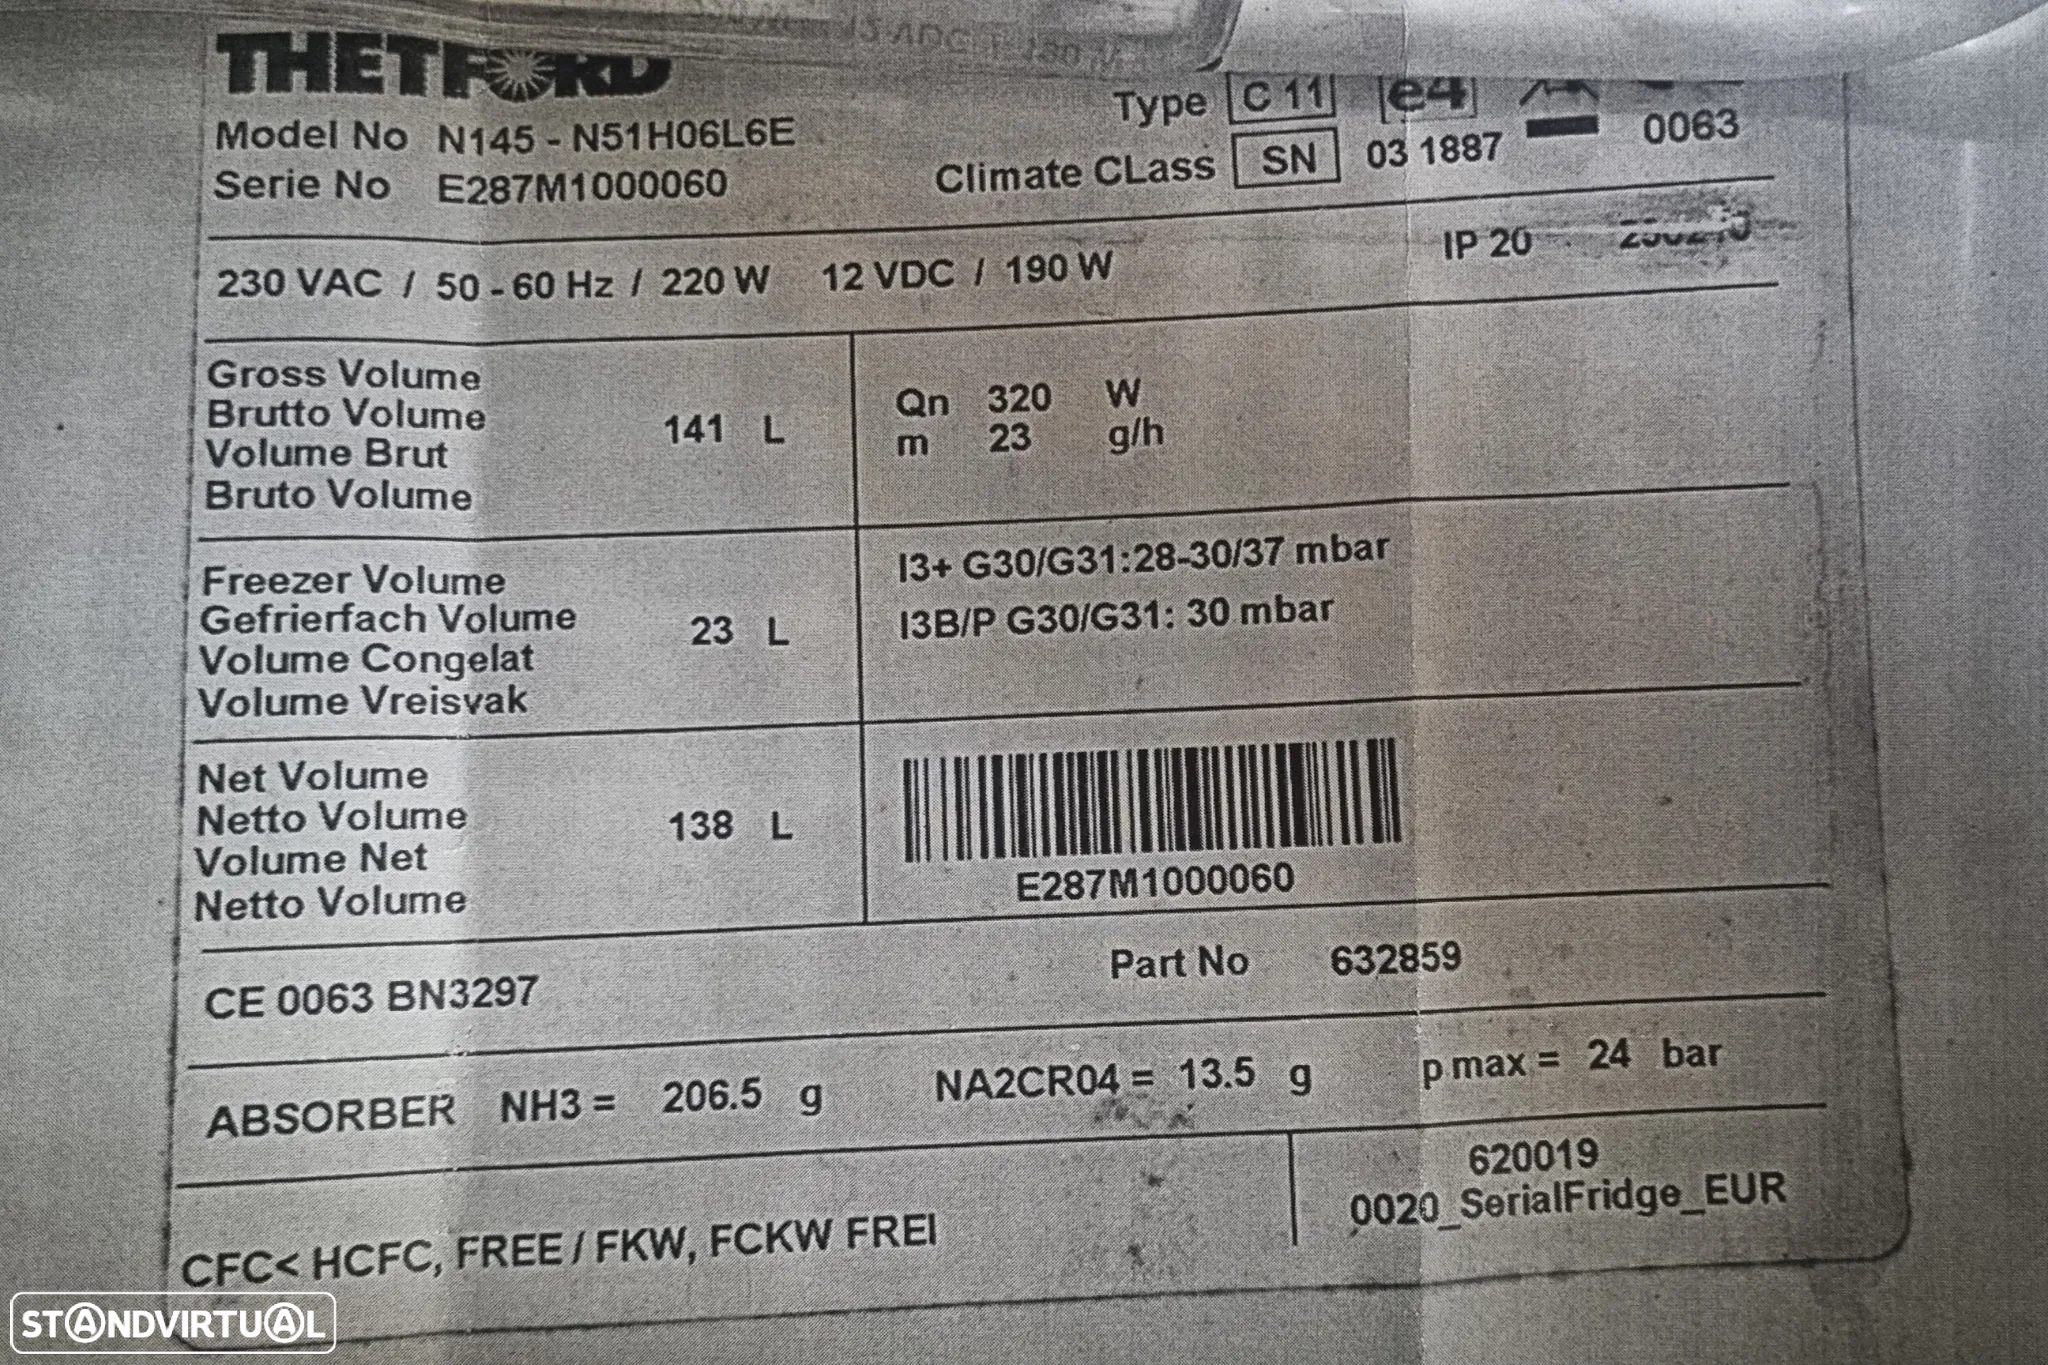 THETFORD
Model No N145 - N51H06L6E
Type C 11 e4
Serie No E287M1000060
Climate CLass SN 03 1887 0063
230 VAC / 50 - 60 Hz / 220 W 12 VDC / 190 W IP 20
Gross Volume
Brutto Volume
Volume Brut
Bruto Volume
141 L
Qn 320 W
m 23 g/h
Freezer Volume
Gefrierfach Volume
Volume Congelat
Volume Vreisvak
23 L
I3+ G30/G31:28-30/37 mbar
I3B/P G30/G31: 30 mbar
Net Volume
Netto Volume
Volume Net
Netto Volume
138 L
E287M1000060
CE 0063 BN3297
Part No 632859
ABSORBER NH3 = 206.5 g NA2CR04 = 13.5 g p max = 24 bar
CFC< HCFC, FREE / FKW, FCKW FREI
620019
0020_SerialFridge_EUR
STANDVIRTUAL